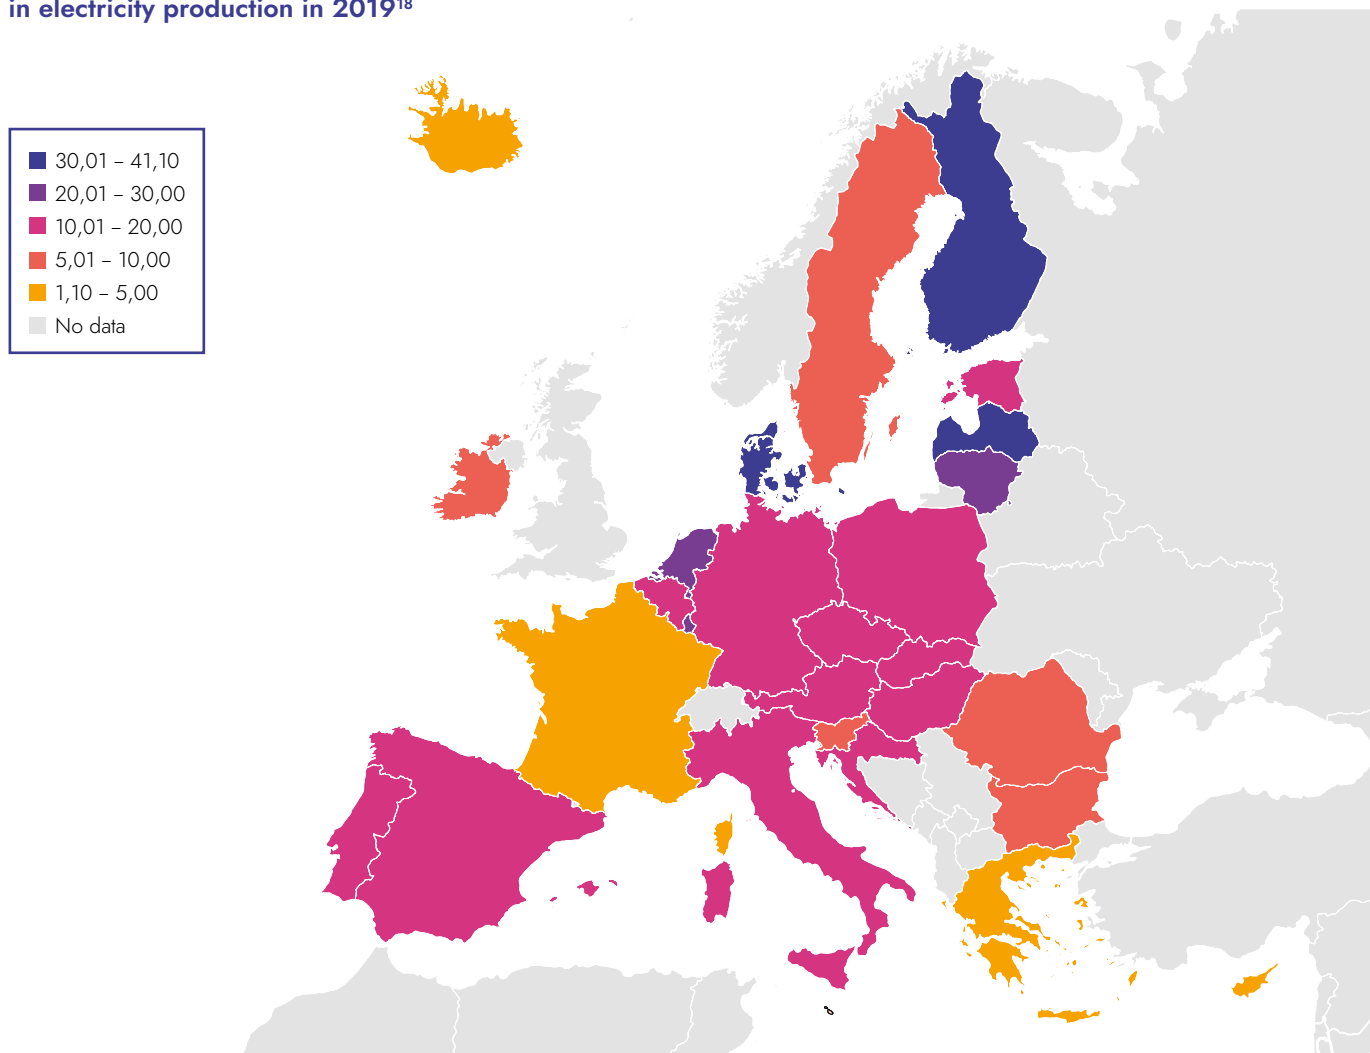 in electricity production in 2019¹⁸
30,01 – 41,10
20,01 – 30,00
10,01 – 20,00
5,01 – 10,00
1,10 – 5,00
No data